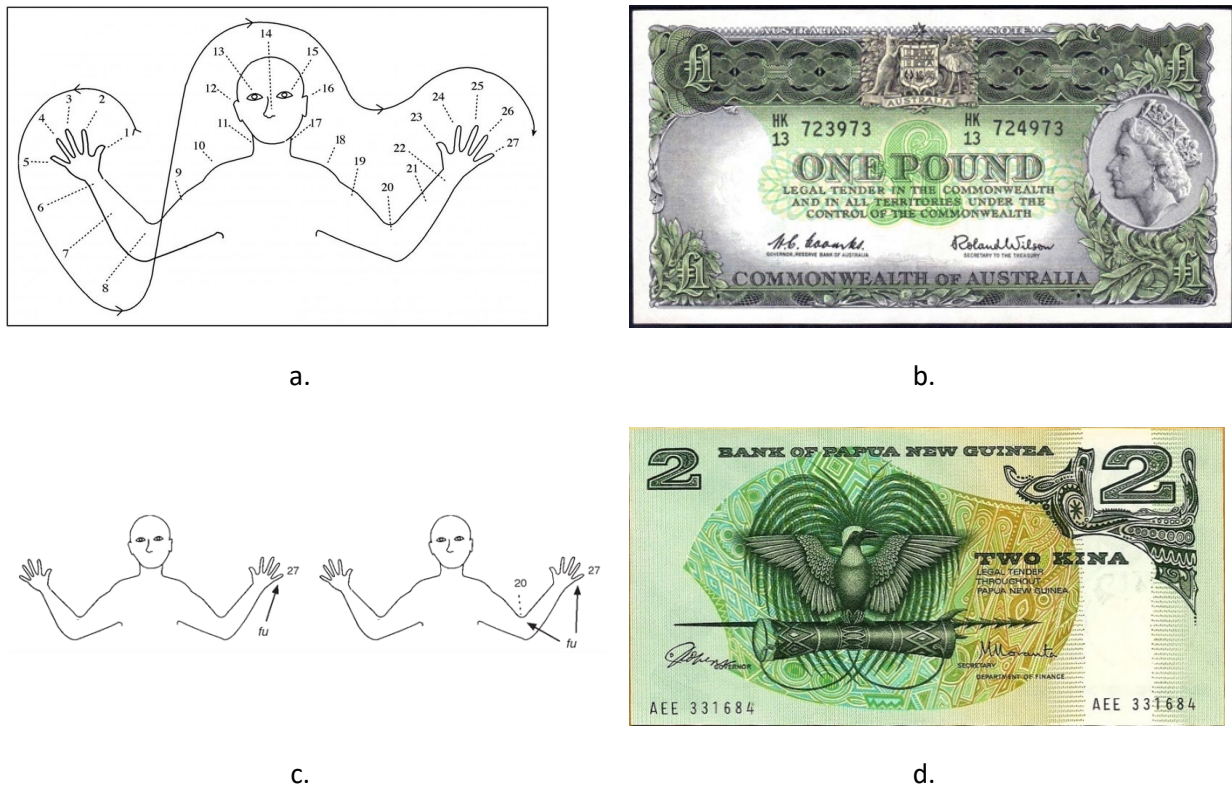 1
2
3
4
5
6
7
8
9
10
11
12
13
14
15
16
17
18
19
20
21
22
23
24
25
26
27
a.
AUSTRALIAN NOTE
£1 £1
AUSTRALIA
HK 13 723973 HK 13 724973
£
ONE POUND
LEGAL TENDER IN THE COMMONWEALTH
AND IN ALL TERRITORIES UNDER THE
CONTROL OF THE COMMONWEALTH
Roland Wilson
GOVERNOR, RESERVE BANK OF AUSTRALIA SECRETARY TO THE TREASURY
£1 COMMONWEALTH OF AUSTRALIA £1
b.
27
fu
20
27
fu
c.
2 BANK OF PAPUA NEW GUINEA 2
TWO KINA
LEGAL TENDER
THROUGHOUT
PAPUA NEW GUINEA
GOVERNOR
SECRETARY
DEPARTMENT OF FINANCE
AEE 331684 AEE 331684
d.